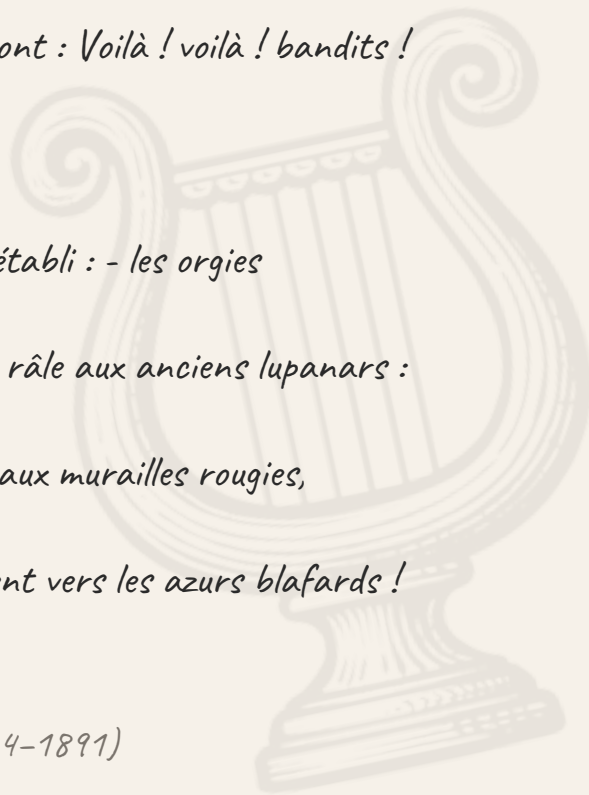 ont : Voilà ! voilà ! bandits !
établi : - les orgies
râle aux anciens lupanars :
aux murailles rougies,
nt vers les azurs blafards !
4–1891)